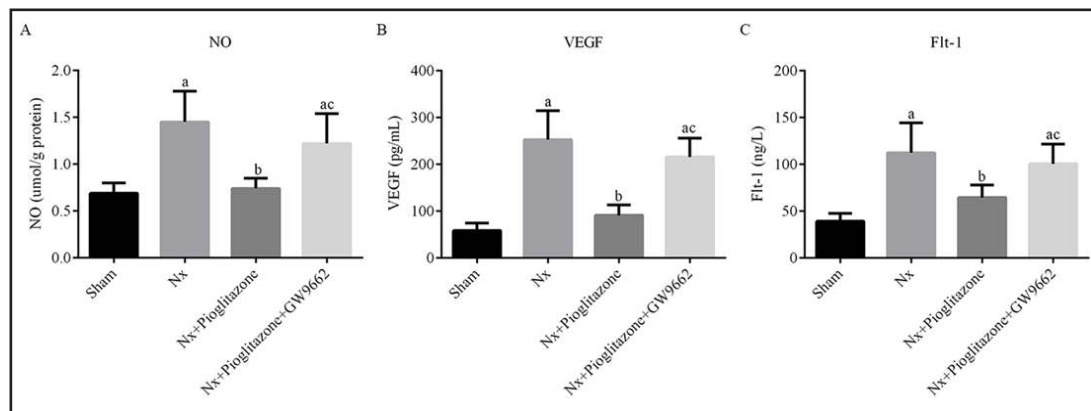 A
NO
NO (umol/g protein)
2.0
1.5
1.0
0.5
0.0
a
b
ac
Sham
Nx
Nx+Pioglitazone
Nx+Pioglitazone+GW9662
B
VEGF
VEGF (pg/mL)
400
300
200
100
0
a
b
ac
Sham
Nx
Nx+Pioglitazone
Nx+Pioglitazone+GW9662
C
Flt-1
Flt-1 (ng/L)
200
150
100
50
0
a
b
ac
Sham
Nx
Nx+Pioglitazone
Nx+Pioglitazone+GW9662